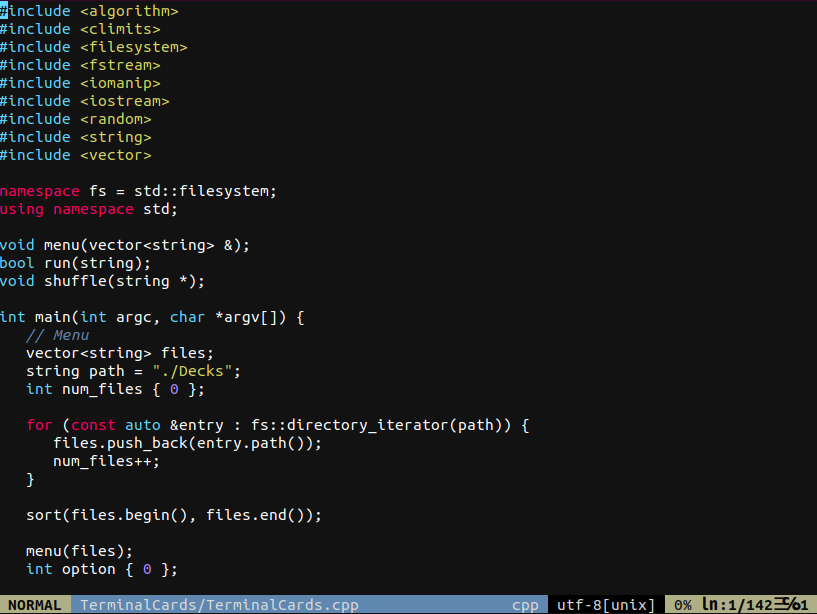 #include <algorithm>
#include <climits>
#include <filesystem>
#include <fstream>
#include <iomanip>
#include <iostream>
#include <random>
#include <string>
#include <vector>

namespace fs = std::filesystem;
using namespace std;

void menu(vector<string> &);
bool run(string);
void shuffle(string *);

int main(int argc, char *argv[]) {
   // Menu
   vector<string> files;
   string path = "./Decks";
   int num_files { 0 };

   for (const auto &entry : fs::directory_iterator(path)) {
      files.push_back(entry.path());
      num_files++;
   }

   sort(files.begin(), files.end());

   menu(files);
   int option { 0 };

NORMAL TerminalCards/TerminalCards.cpp cpp utf-8[unix] 0% ln:1/142☰℅:1